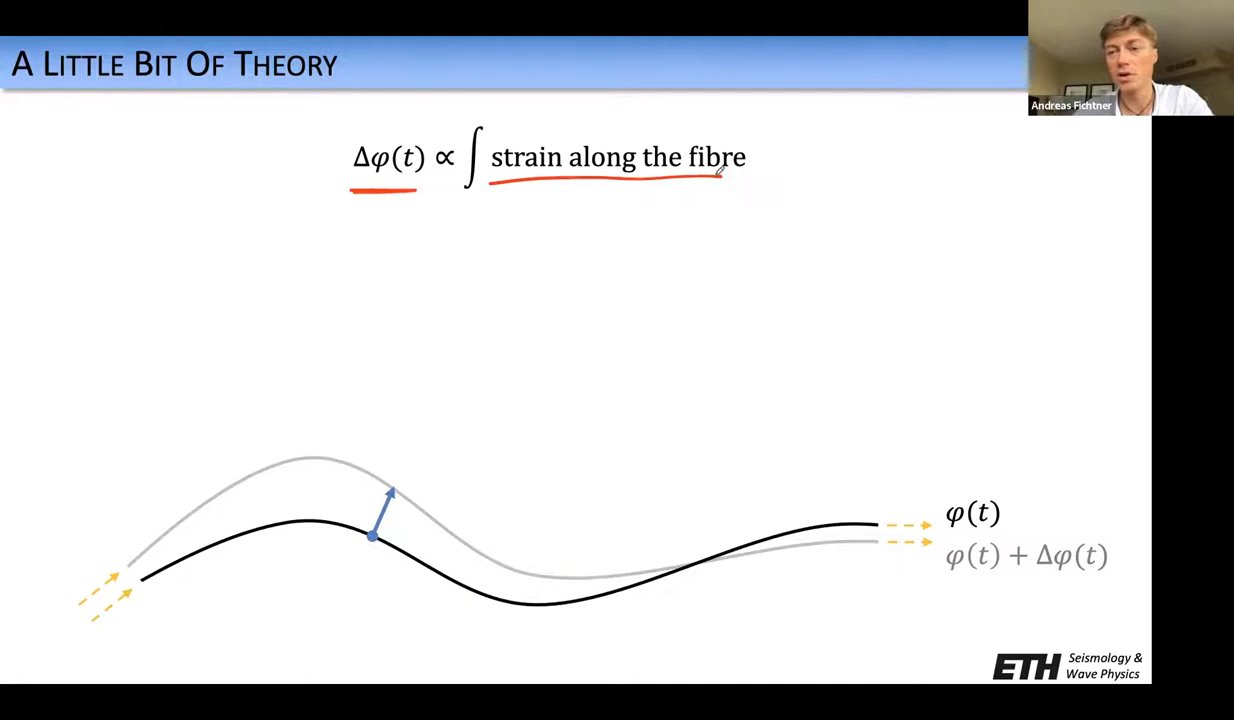 A LITTLE BIT OF THEORY
Andreas Fichtner
Δφ(t) ∝ ∫ strain along the fibre
φ(t)
φ(t) + Δφ(t)
ETH Seismology &
Wave Physics